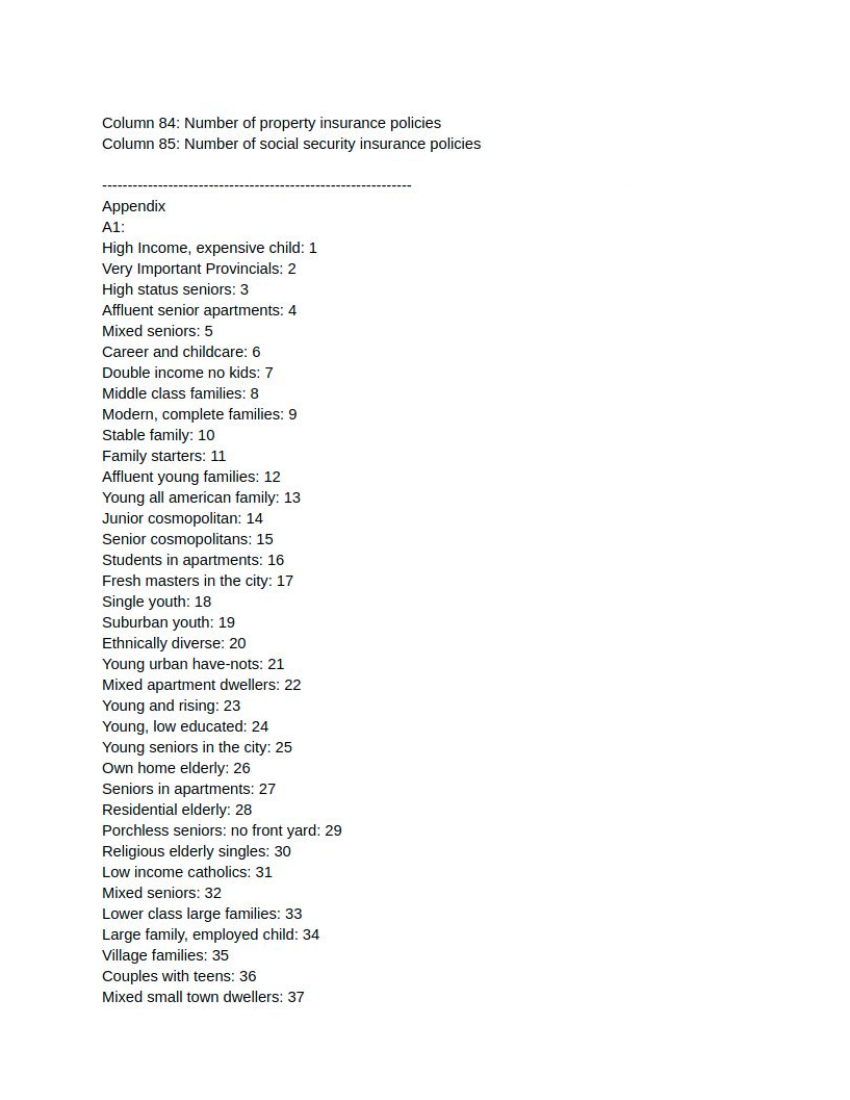 Column 84: Number of property insurance policies
Column 85: Number of social security insurance policies
-------------------------------------------------------------
Appendix
A1:
High Income, expensive child: 1
Very Important Provincials: 2
High status seniors: 3
Affluent senior apartments: 4
Mixed seniors: 5
Career and childcare: 6
Double income no kids: 7
Middle class families: 8
Modern, complete families: 9
Stable family: 10
Family starters: 11
Affluent young families: 12
Young all american family: 13
Junior cosmopolitan: 14
Senior cosmopolitans: 15
Students in apartments: 16
Fresh masters in the city: 17
Single youth: 18
Suburban youth: 19
Ethnically diverse: 20
Young urban have-nots: 21
Mixed apartment dwellers: 22
Young and rising: 23
Young, low educated: 24
Young seniors in the city: 25
Own home elderly: 26
Seniors in apartments: 27
Residential elderly: 28
Porchless seniors: no front yard: 29
Religious elderly singles: 30
Low income catholics: 31
Mixed seniors: 32
Lower class large families: 33
Large family, employed child: 34
Village families: 35
Couples with teens: 36
Mixed small town dwellers: 37